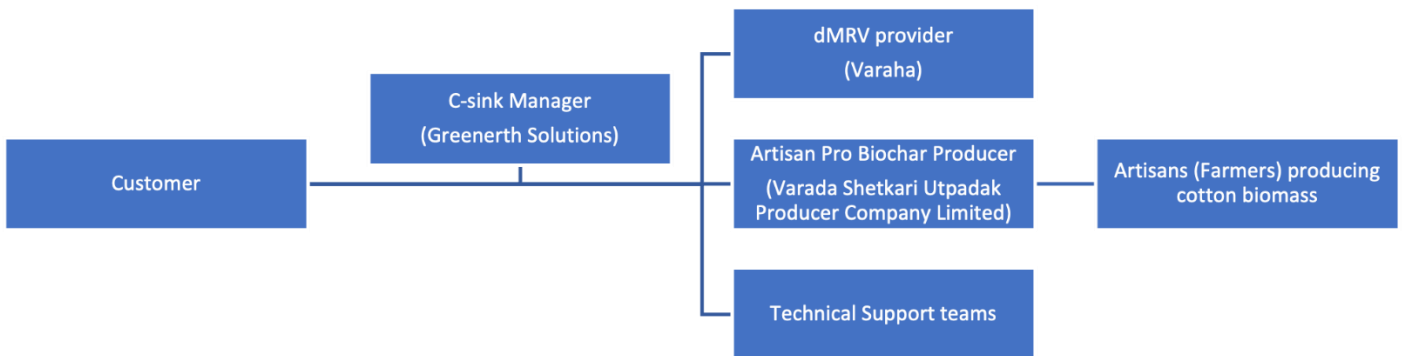 Customer
C-sink Manager
(Greenerth Solutions)
dMRV provider
(Varaha)
Artisan Pro Biochar Producer
(Varada Shetkari Utpadak
Producer Company Limited)
Technical Support teams
Artisans (Farmers) producing
cotton biomass